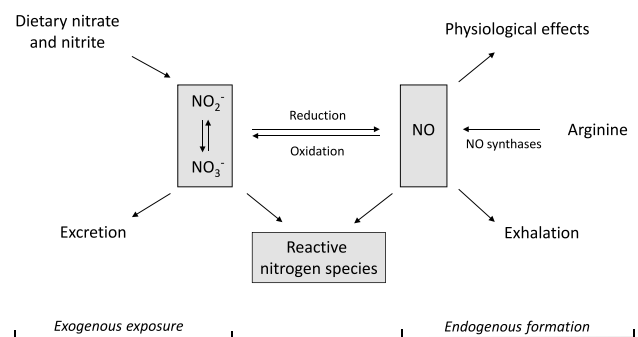 Dietary nitrate
and nitrite
Physiological effects
NO₂⁻
NO₃⁻
Reduction
Oxidation
NO
NO synthases
Arginine
Excretion
Exhalation
Reactive
nitrogen species
Exogenous exposure
Endogenous formation